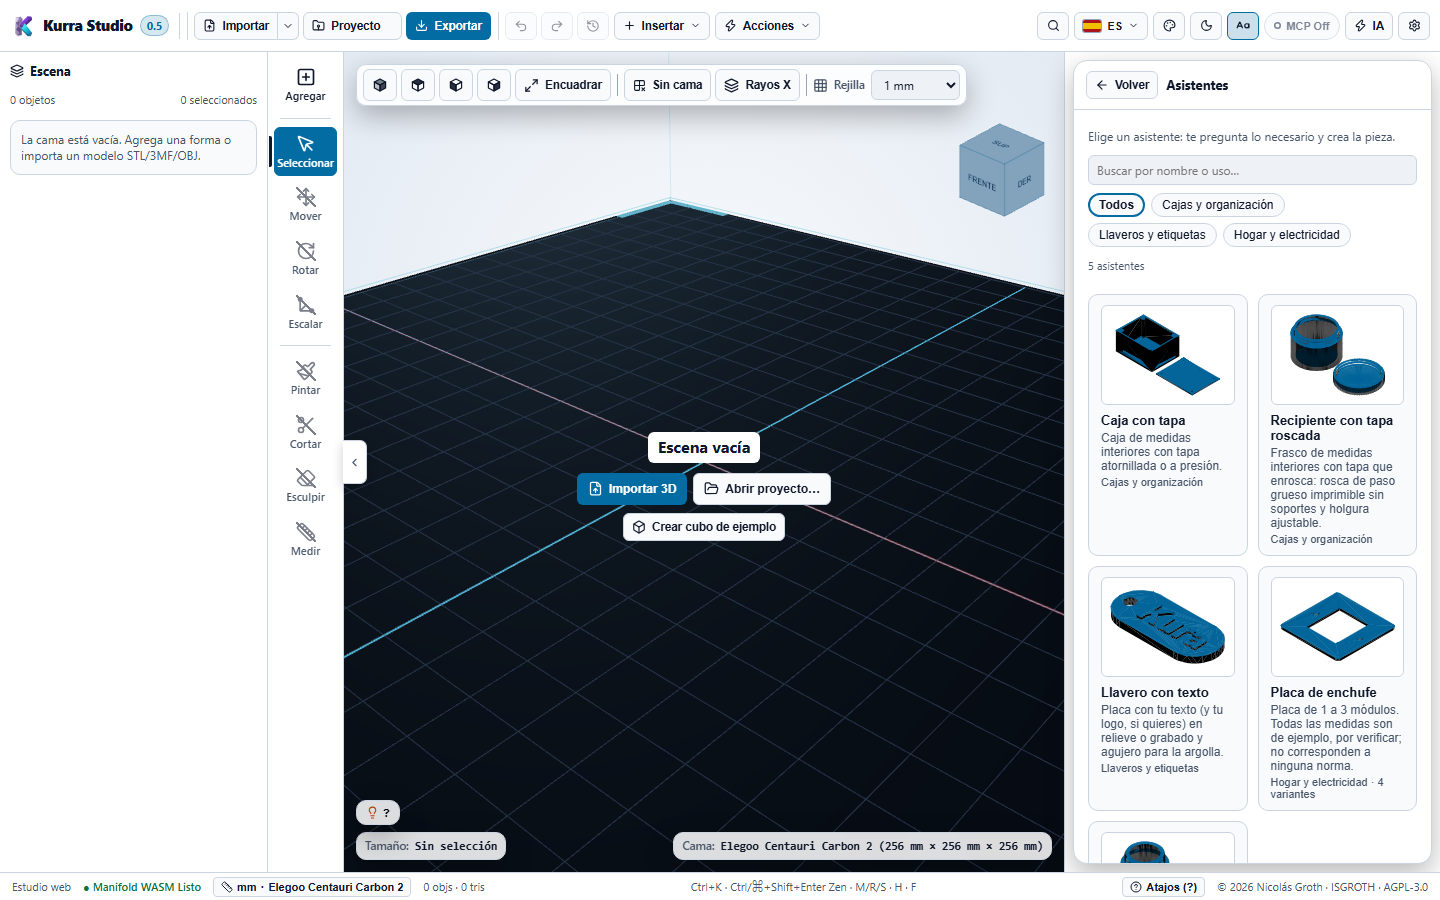 Kurra Studio 0.5
Importar
Proyecto
Exportar
Insertar
Acciones
ES
Aa
MCP Off
IA
Escena
0 objetos 0 seleccionados
La cama está vacía. Agrega una forma o
importa un modelo STL/3MF/OBJ.
Agregar
Seleccionar
Mover
Rotar
Escalar
Pintar
Cortar
Esculpir
Medir
Encuadrar
Sin cama
Rayos X
Rejilla
1 mm
SUP
FRENTE
DER
Escena vacía
Importar 3D
Abrir proyecto...
Crear cubo de ejemplo
?
Tamaño: Sin selección
Cama: Elegoo Centauri Carbon 2 (256 mm × 256 mm × 256 mm)
Volver
Asistentes
Elige un asistente: te pregunta lo necesario y crea la pieza.
Buscar por nombre o uso...
Todos
Cajas y organización
Llaveros y etiquetas
Hogar y electricidad
5 asistentes
Caja con tapa
Caja de medidas
interiores con tapa
atornillada o a presión.
Cajas y organización
Recipiente con tapa
roscada
Frasco de medidas
interiores con tapa que
enrosca: rosca de paso
grueso imprimible sin
soportes y holgura
ajustable.
Cajas y organización
Kurra
Llavero con texto
Placa con tu texto (y tu
logo, si quieres) en
relieve o grabado y
agujero para la argolla.
Llaveros y etiquetas
Placa de enchufe
Placa de 1 a 3 módulos.
Todas las medidas son
de ejemplo, por verificar;
no corresponden a
ninguna norma.
Hogar y electricidad · 4
variantes
Estudio web
● Manifold WASM Listo
mm · Elegoo Centauri Carbon 2
0 objs · 0 tris
Ctrl+K · Ctrl/⌘+Shift+Enter Zen · M/R/S · H · F
Atajos (?)
© 2026 Nicolás Groth · ISGROTH · AGPL-3.0